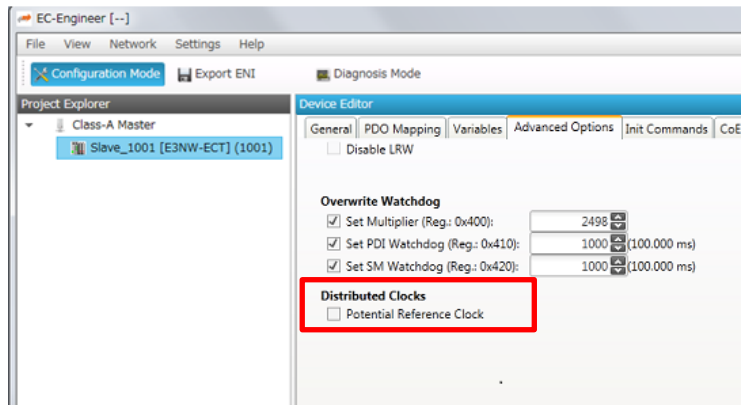 EC-Engineer [--]
File View Network Settings Help
Configuration Mode Export ENI Diagnosis Mode
Project Explorer
Class-A Master
Slave_1001 [E3NW-ECT] (1001)
Device Editor
General PDO Mapping Variables Advanced Options Init Commands CoE
Disable LRW
Overwrite Watchdog
Set Multiplier (Reg.: 0x400): 2498
Set PDI Watchdog (Reg.: 0x410): 1000 (100.000 ms)
Set SM Watchdog (Reg.: 0x420): 1000 (100.000 ms)
Distributed Clocks
Potential Reference Clock